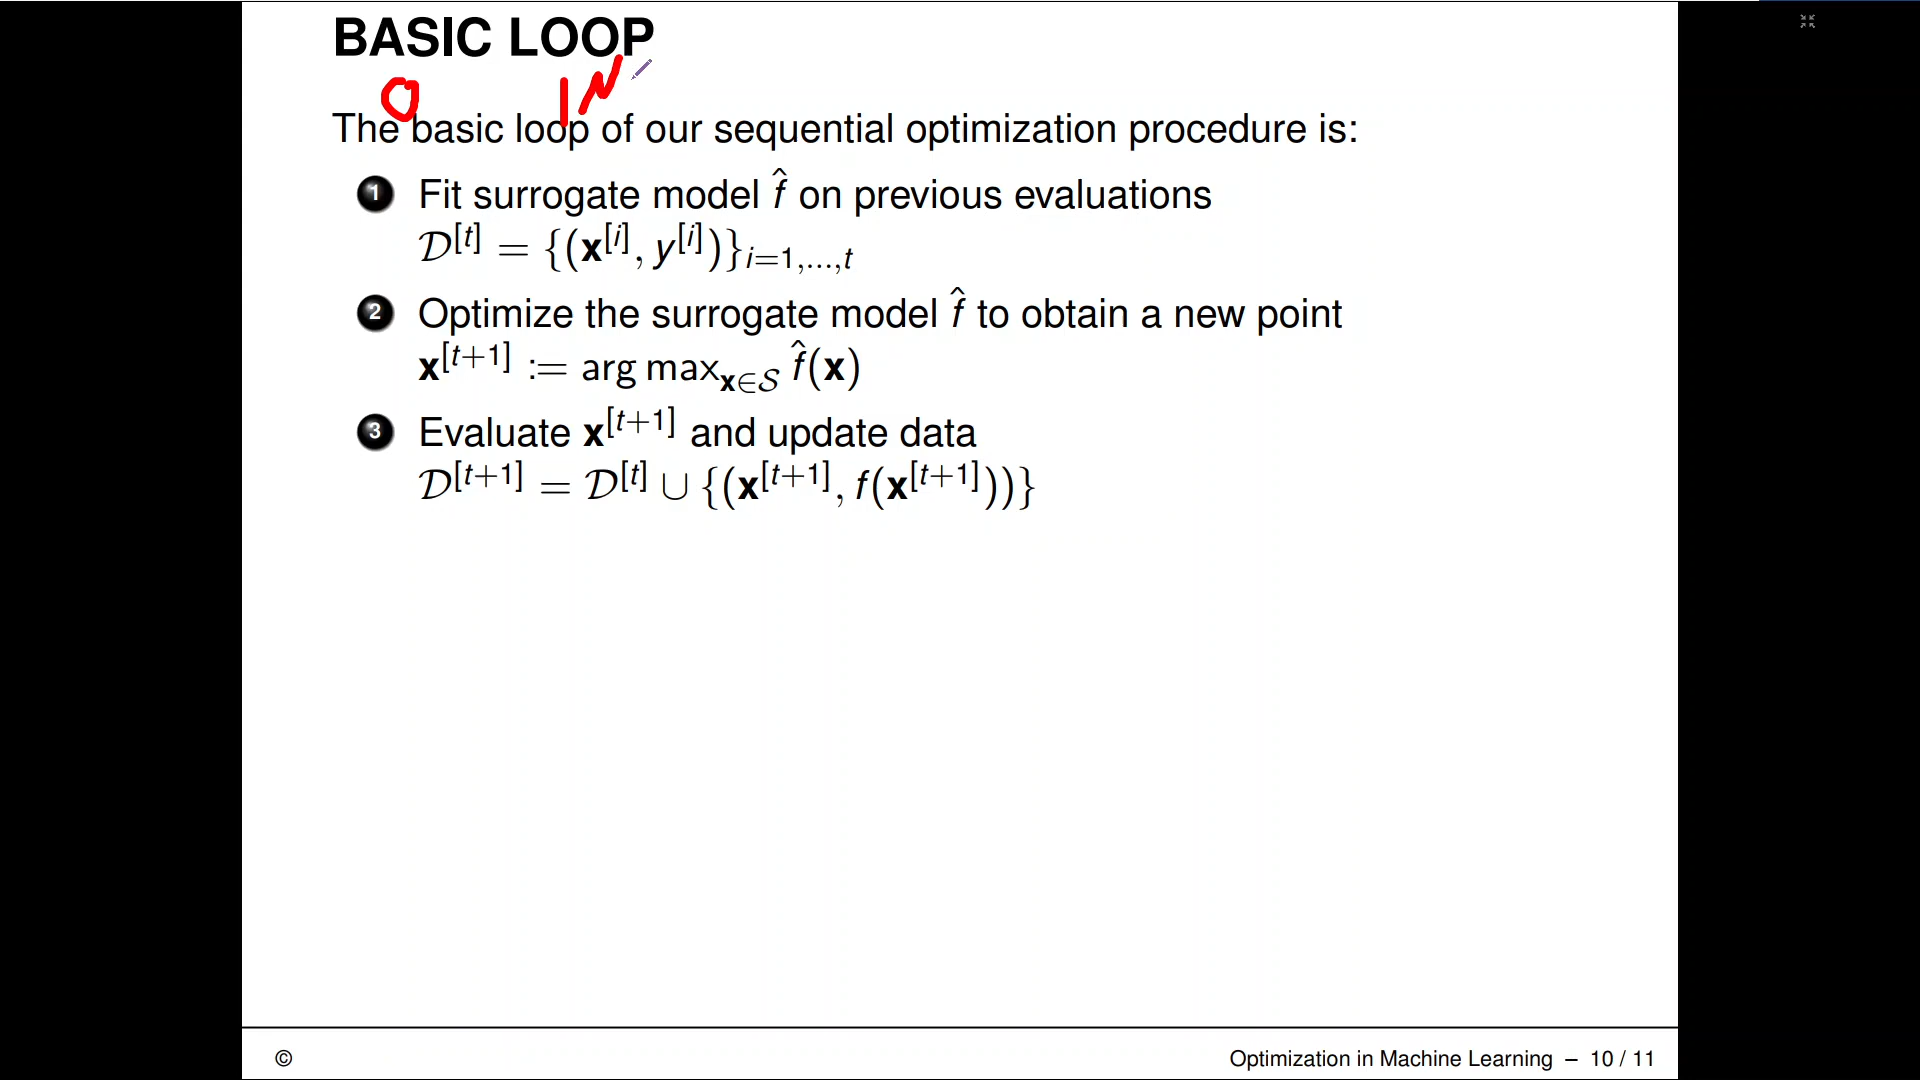 BASIC LOOP
0 IN
The basic loop of our sequential optimization procedure is:
1 Fit surrogate model f̂ on previous evaluations
𝒟^[t] = {(𝐱^[i], y^[i])}_{i=1,...,t}
2 Optimize the surrogate model f̂ to obtain a new point
𝐱^[t+1] := arg max_{𝐱∈𝒮} f̂(𝐱)
3 Evaluate 𝐱^[t+1] and update data
𝒟^[t+1] = 𝒟^[t] ∪ {(𝐱^[t+1], f(𝐱^[t+1]))}
© Optimization in Machine Learning – 10 / 11